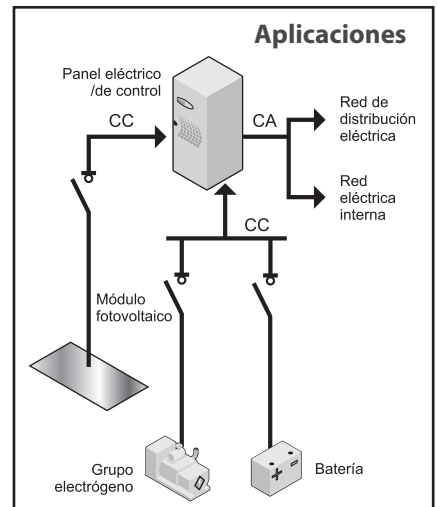 Aplicaciones
Panel eléctrico
/de control
CC
CA
Red de
distribución
eléctrica
Red
eléctrica
interna
CC
Módulo
fotovoltaico
Grupo
electrógeno
Batería